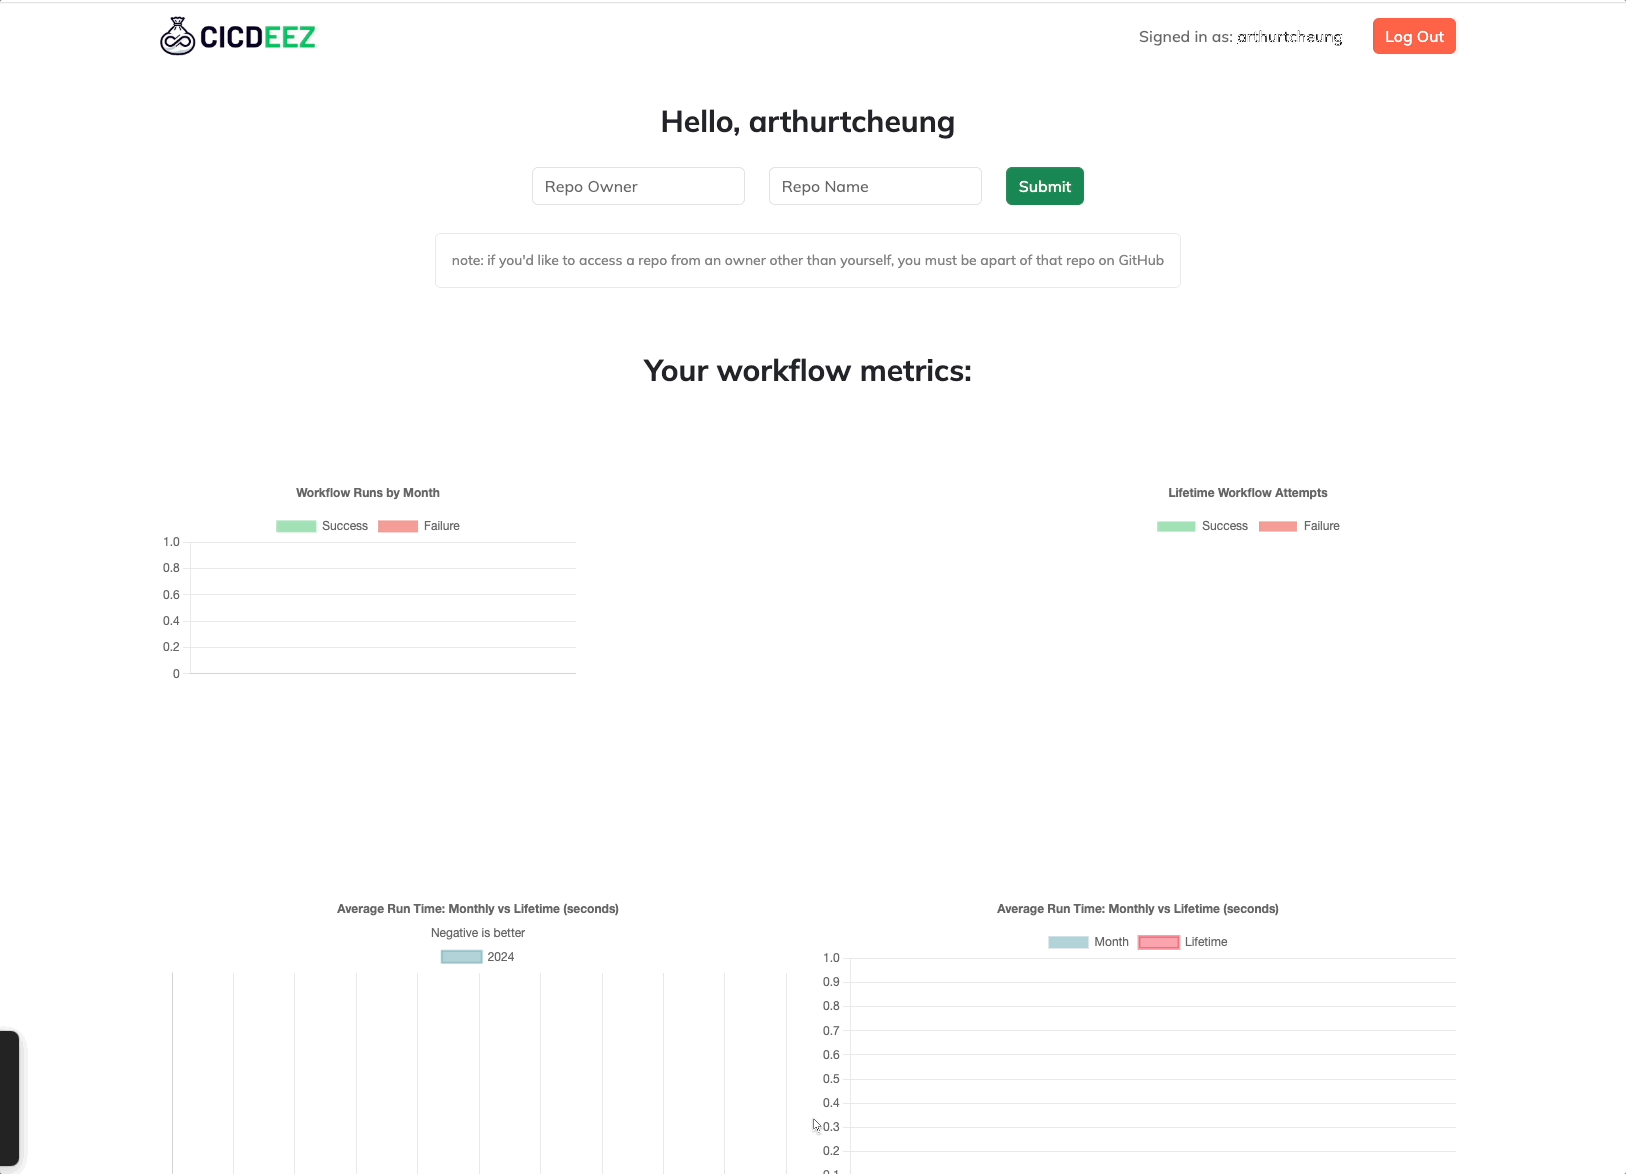 CICDEEZ
Signed in as: arthurtcheung
Log Out
Hello, arthurtcheung
Repo Owner
Repo Name
Submit
note: if you'd like to access a repo from an owner other than yourself, you must be apart of that repo on GitHub
Your workflow metrics:
Workflow Runs by Month
Success
Failure
1.0
0.8
0.6
0.4
0.2
0
Lifetime Workflow Attempts
Success
Failure
Average Run Time: Monthly vs Lifetime (seconds)
Negative is better
2024
Average Run Time: Monthly vs Lifetime (seconds)
Month
Lifetime
1.0
0.9
0.8
0.7
0.6
0.5
0.4
0.3
0.2
0.1